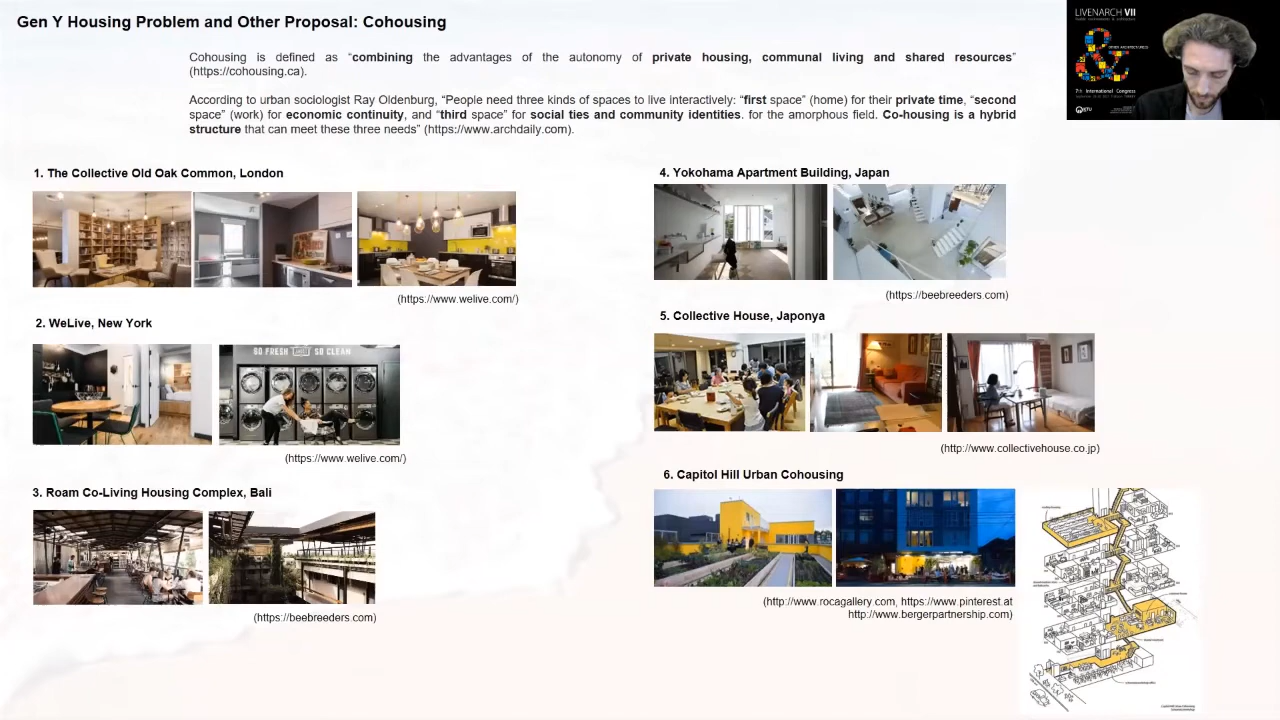 Gen Y Housing Problem and Other Proposal: Cohousing
Cohousing is defined as “combining the advantages of the autonomy of private housing, communal living and shared resources”
(https://cohousing.ca).
According to urban sociologist Ray Oldenburg, “People need three kinds of spaces to live interactively: “first space” (home) for their private time, “second
space” (work) for economic continuity, and “third space” for social ties and community identities. for the amorphous field. Co-housing is a hybrid
structure that can meet these three needs” (https://www.archdaily.com).
1. The Collective Old Oak Common, London
(https://www.welive.com/)
2. WeLive, New York
SO FRESH
SO CLEAN
(https://www.welive.com/)
3. Roam Co-Living Housing Complex, Bali
(https://beebreeders.com)
4. Yokohama Apartment Building, Japan
(https://beebreeders.com)
5. Collective House, Japonya
(http://www.collectivehouse.co.jp)
6. Capitol Hill Urban Cohousing
(http://www.rocagallery.com, https://www.pinterest.at
http://www.bergerpartnership.com)
LIVENARCH VII
&
OTHER ARCHITECTURE/S
7th International Congress
KTU